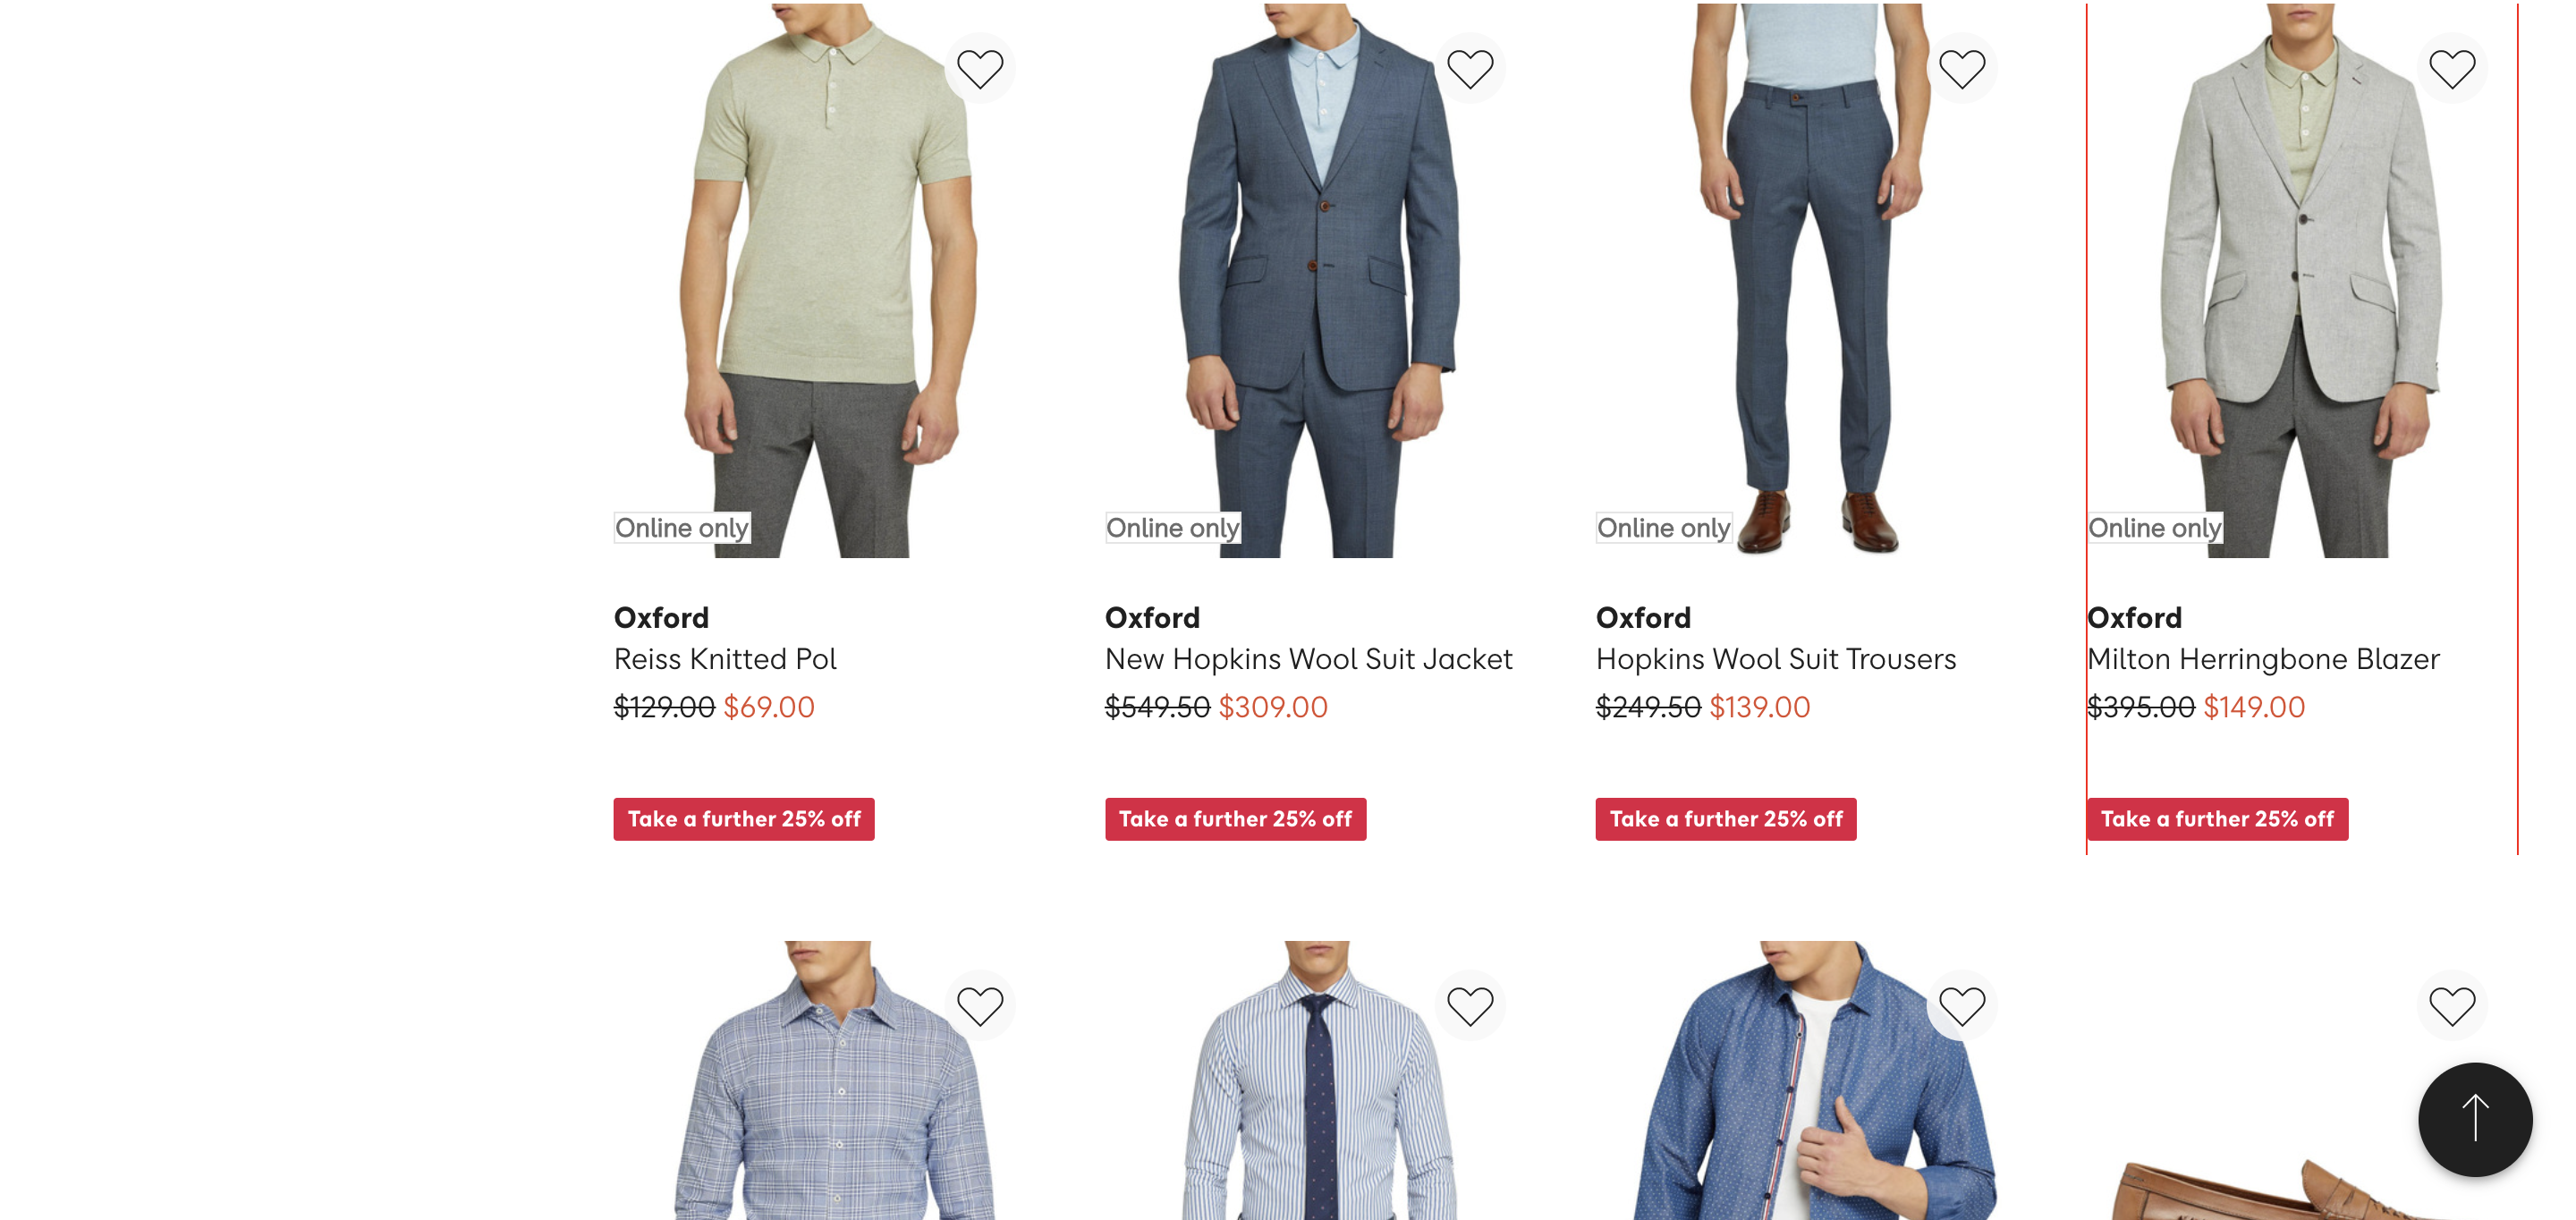 Online only
Oxford
Reiss Knitted Pol
$129.00 $69.00
Take a further 25% off
Online only
Oxford
New Hopkins Wool Suit Jacket
$549.50 $309.00
Take a further 25% off
Online only
Oxford
Hopkins Wool Suit Trousers
$249.50 $139.00
Take a further 25% off
Online only
Oxford
Milton Herringbone Blazer
$395.00 $149.00
Take a further 25% off